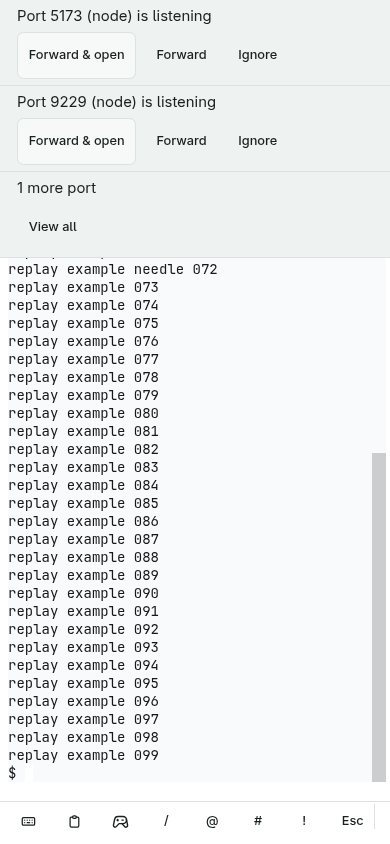 Port 5173 (node) is listening
Forward & open Forward Ignore
Port 9229 (node) is listening
Forward & open Forward Ignore
1 more port
View all
replay example needle 072
replay example 073
replay example 074
replay example 075
replay example 076
replay example 077
replay example 078
replay example 079
replay example 080
replay example 081
replay example 082
replay example 083
replay example 084
replay example 085
replay example 086
replay example 087
replay example 088
replay example 089
replay example 090
replay example 091
replay example 092
replay example 093
replay example 094
replay example 095
replay example 096
replay example 097
replay example 098
replay example 099
$
/ @ # ! Esc